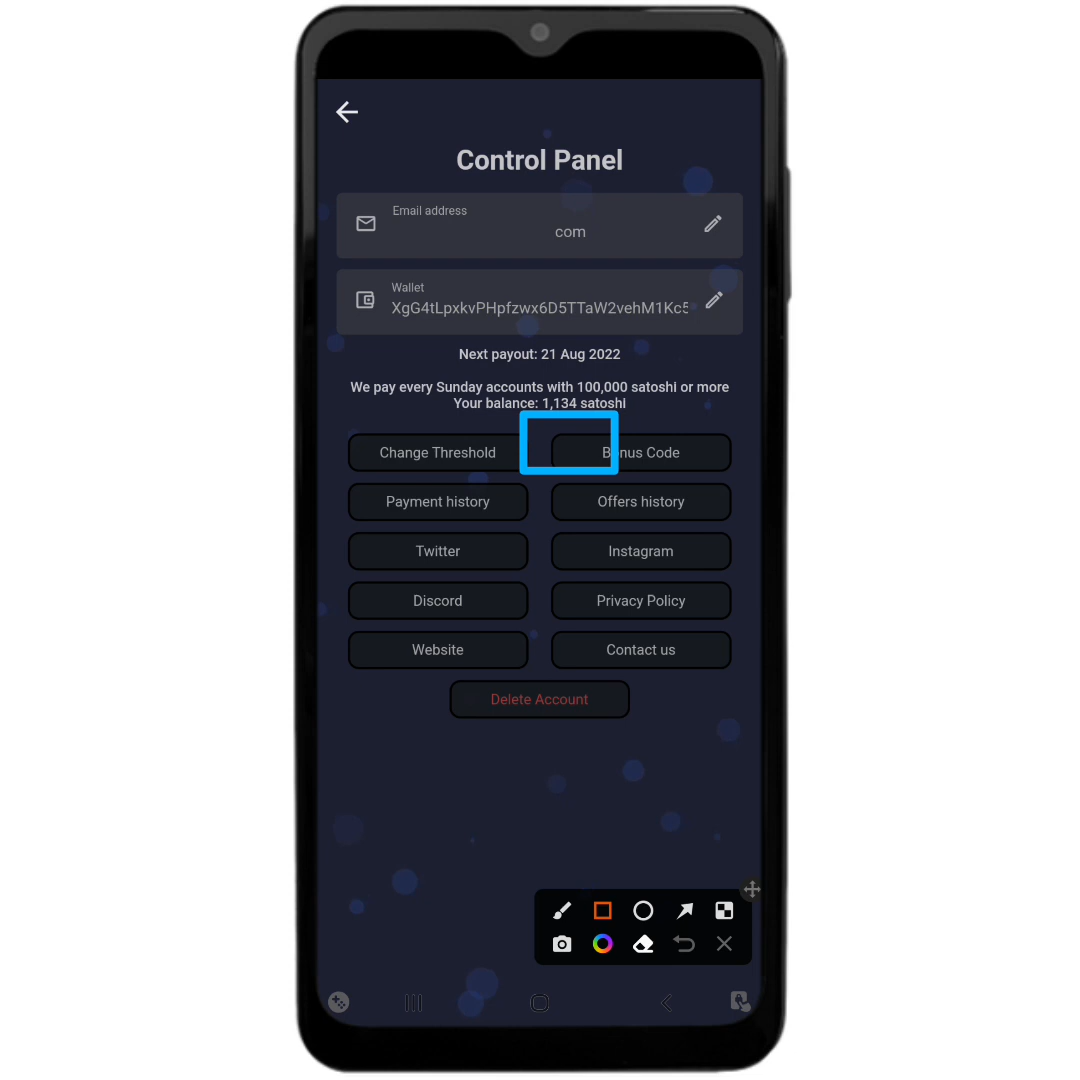 Control Panel
Email address
com
Wallet
XgG4tLpxkvPHpfzwx6D5TTaW2vehM1Kc5
Next payout: 21 Aug 2022
We pay every Sunday accounts with 100,000 satoshi or more
Your balance: 1,134 satoshi
Change Threshold
Bonus Code
Payment history
Offers history
Twitter
Instagram
Discord
Privacy Policy
Website
Contact us
Delete Account